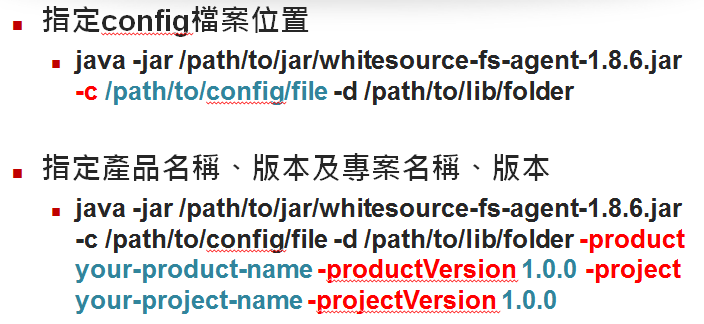 指定config檔案位置
java -jar /path/to/jar/whitesource-fs-agent-1.8.6.jar
-c /path/to/config/file -d /path/to/lib/folder
指定產品名稱、版本及專案名稱、版本
java -jar /path/to/jar/whitesource-fs-agent-1.8.6.jar
-c /path/to/config/file -d /path/to/lib/folder -product
your-product-name -productVersion 1.0.0 -project
your-project-name -projectVersion 1.0.0